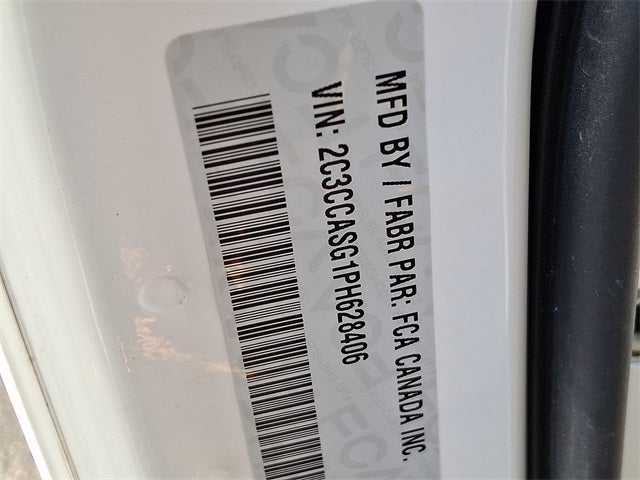 MFD BY / FABR PAR: FCA CANADA INC.
VIN: 2C3CCASG1PH628406